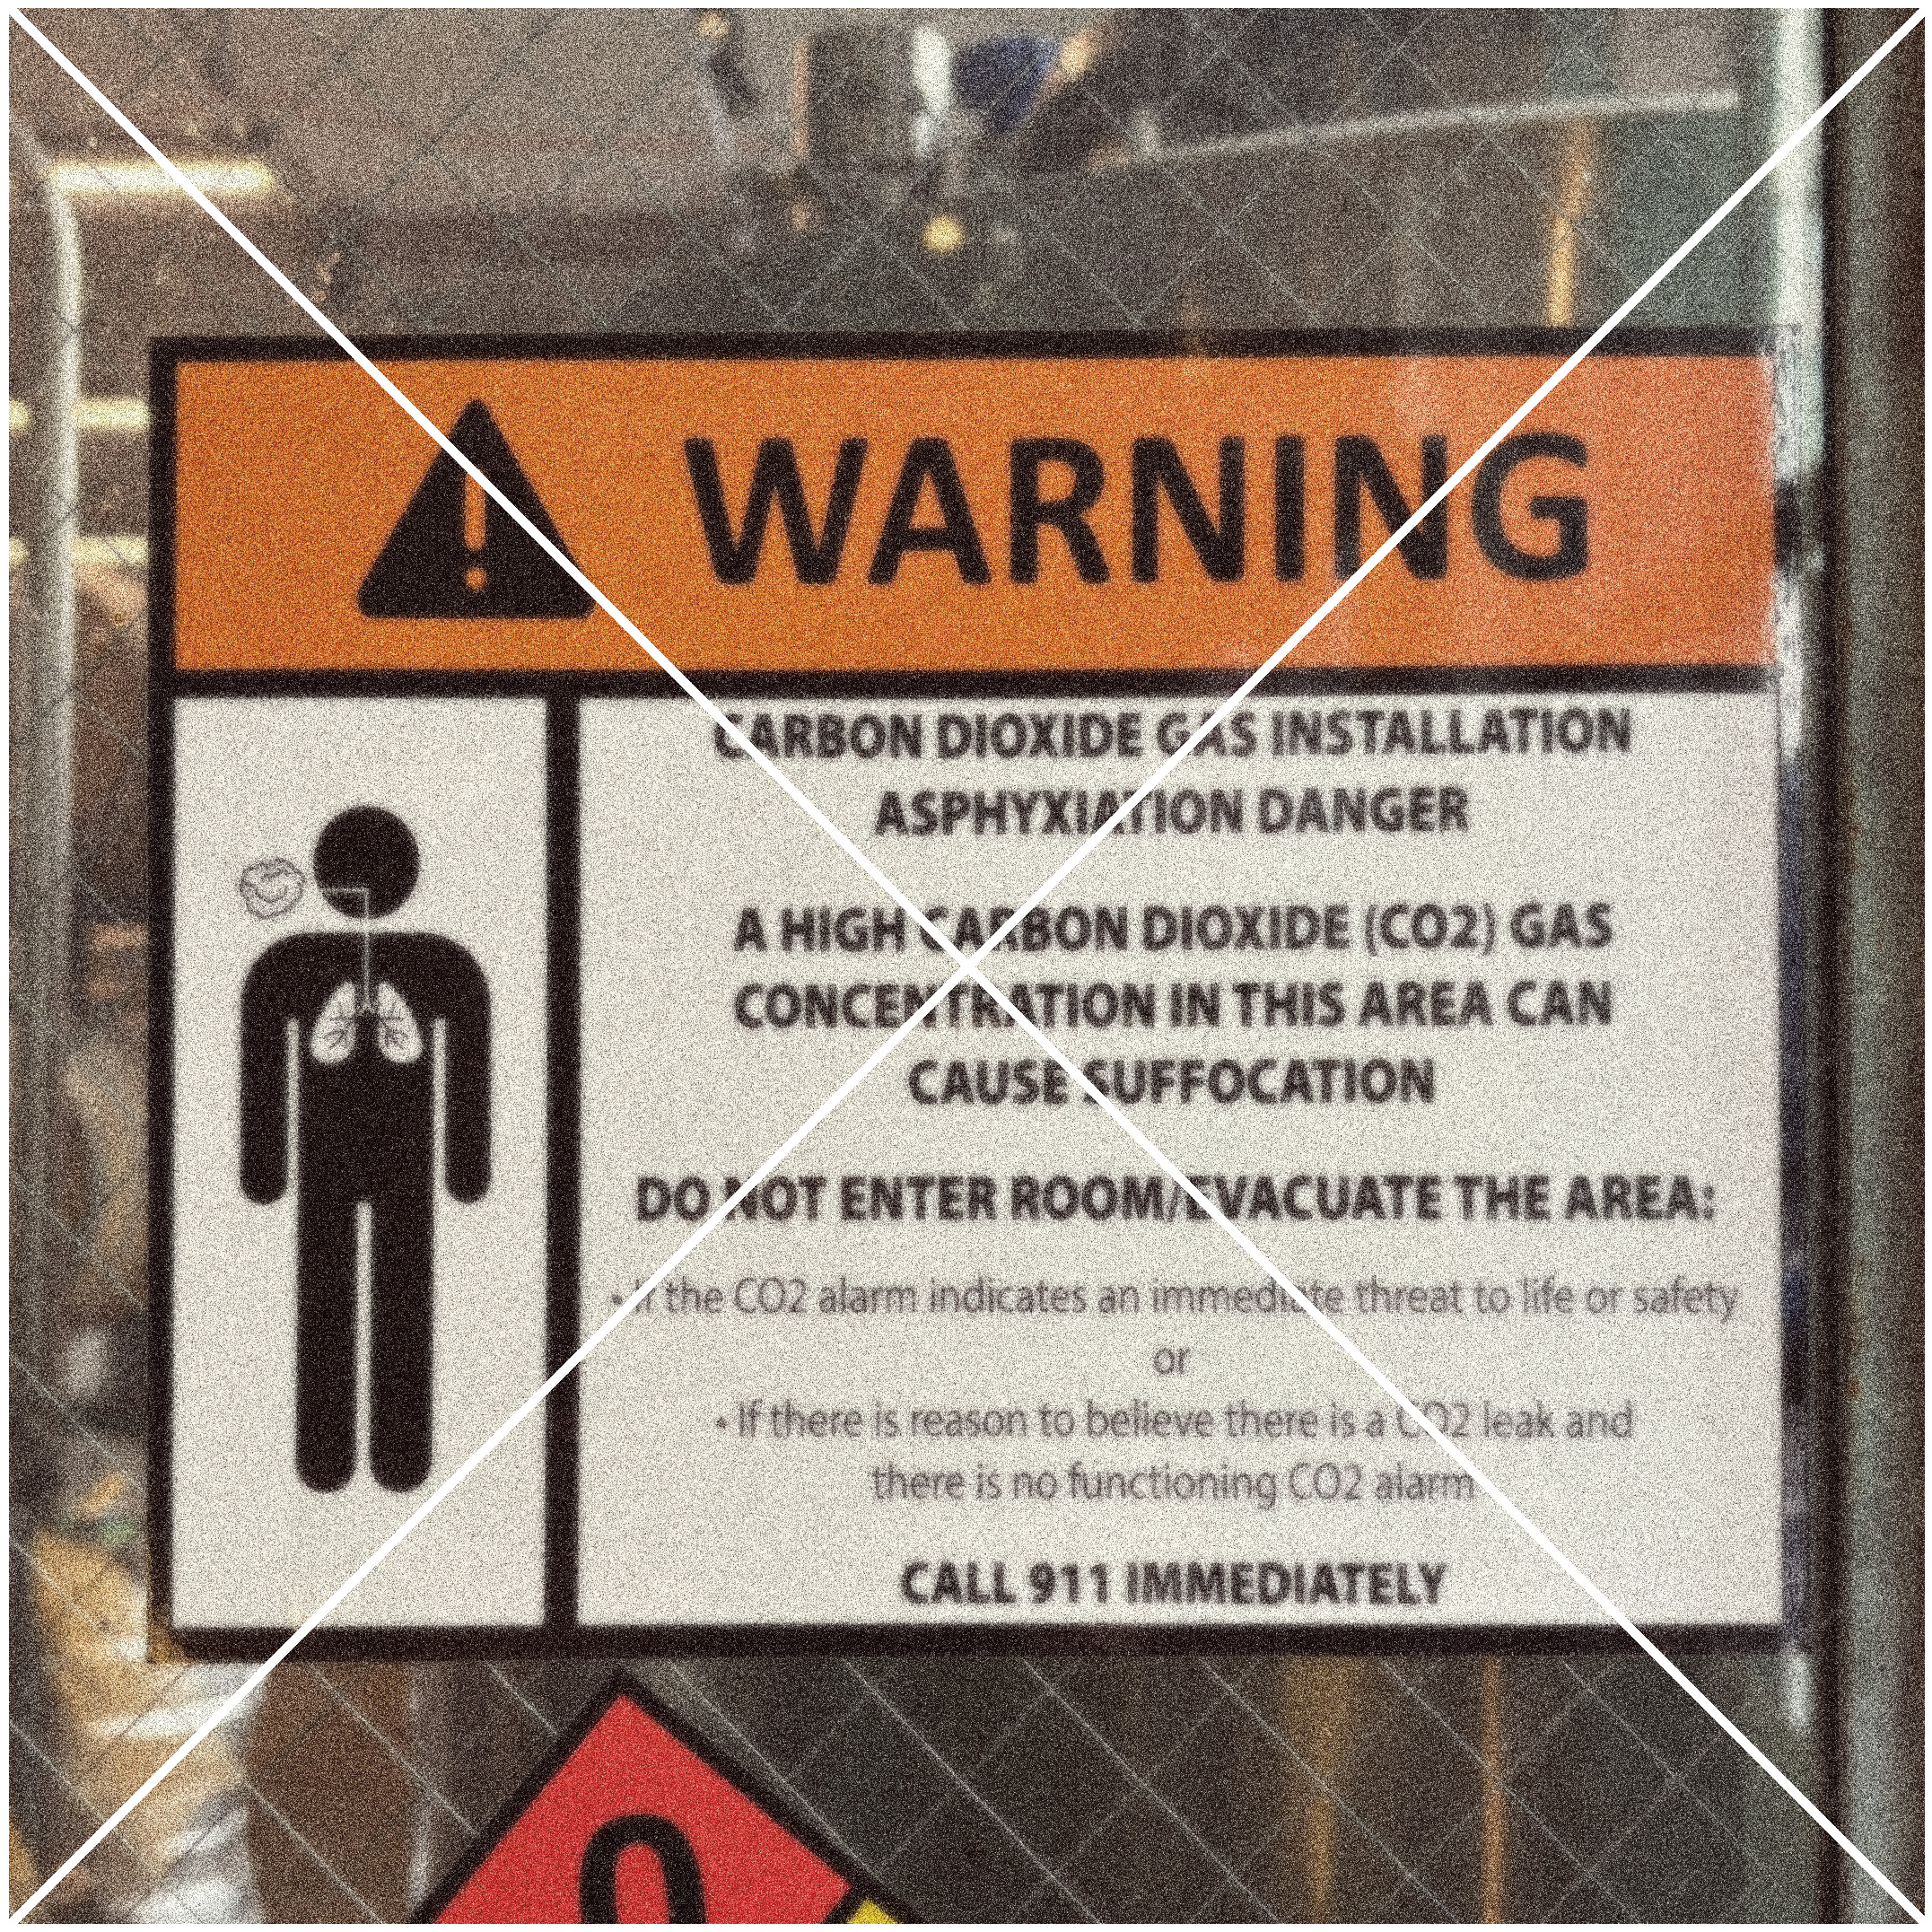 WARNING
CARBON DIOXIDE GAS INSTALLATION
ASPHYXIATION DANGER
A HIGH CARBON DIOXIDE (CO2) GAS
CONCENTRATION IN THIS AREA CAN
CAUSE SUFFOCATION
DO NOT ENTER ROOM/EVACUATE THE AREA:
• If the CO2 alarm indicates an immediate threat to life or safety
or
• If there is reason to believe there is a CO2 leak and
there is no functioning CO2 alarm
CALL 911 IMMEDIATELY
0